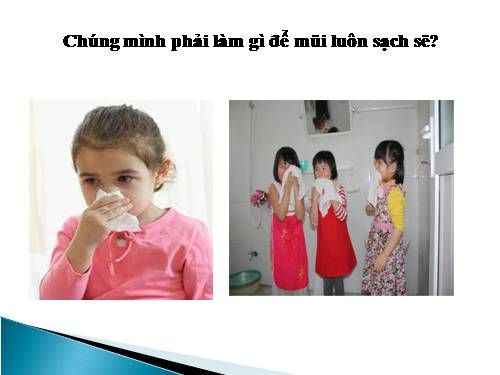 Chúng mình phải làm gì để mũi luôn sạch sẽ?